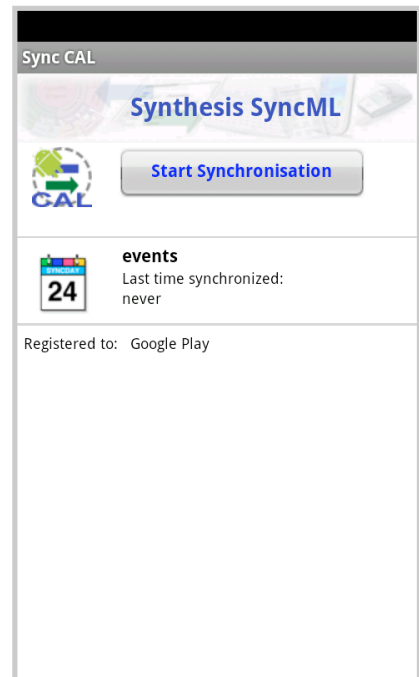 Sync CAL
Synthesis SyncML
CAL
Start Synchronisation
events
SYNCDAY
24
Last time synchronized:
never
Registered to: Google Play